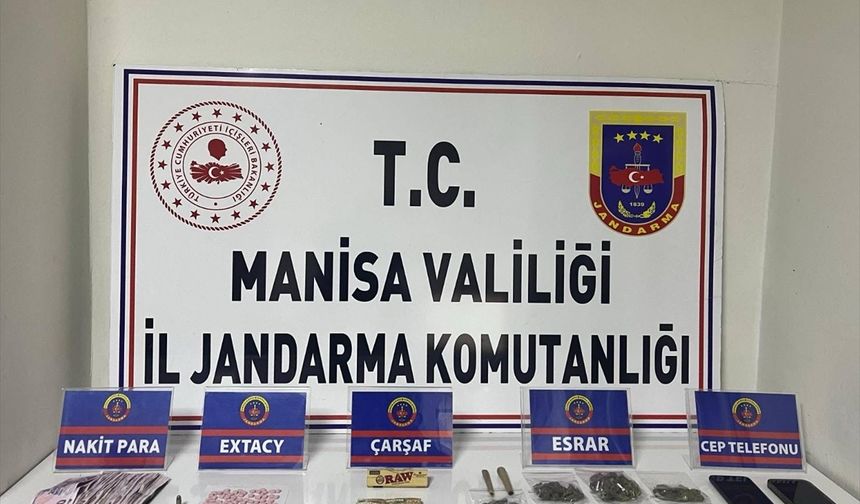 TÜRKİYE CUMHURİYETİ İÇİŞLERİ BAKANLIĞI
T.C.
1839
JANDARMA
MANİSA VALİLİĞİ
İL JANDARMA KOMUTANLIĞI
NAKİT PARA
EXTACY
ÇARŞAF
ESRAR
CEP TELEFONU
RAW